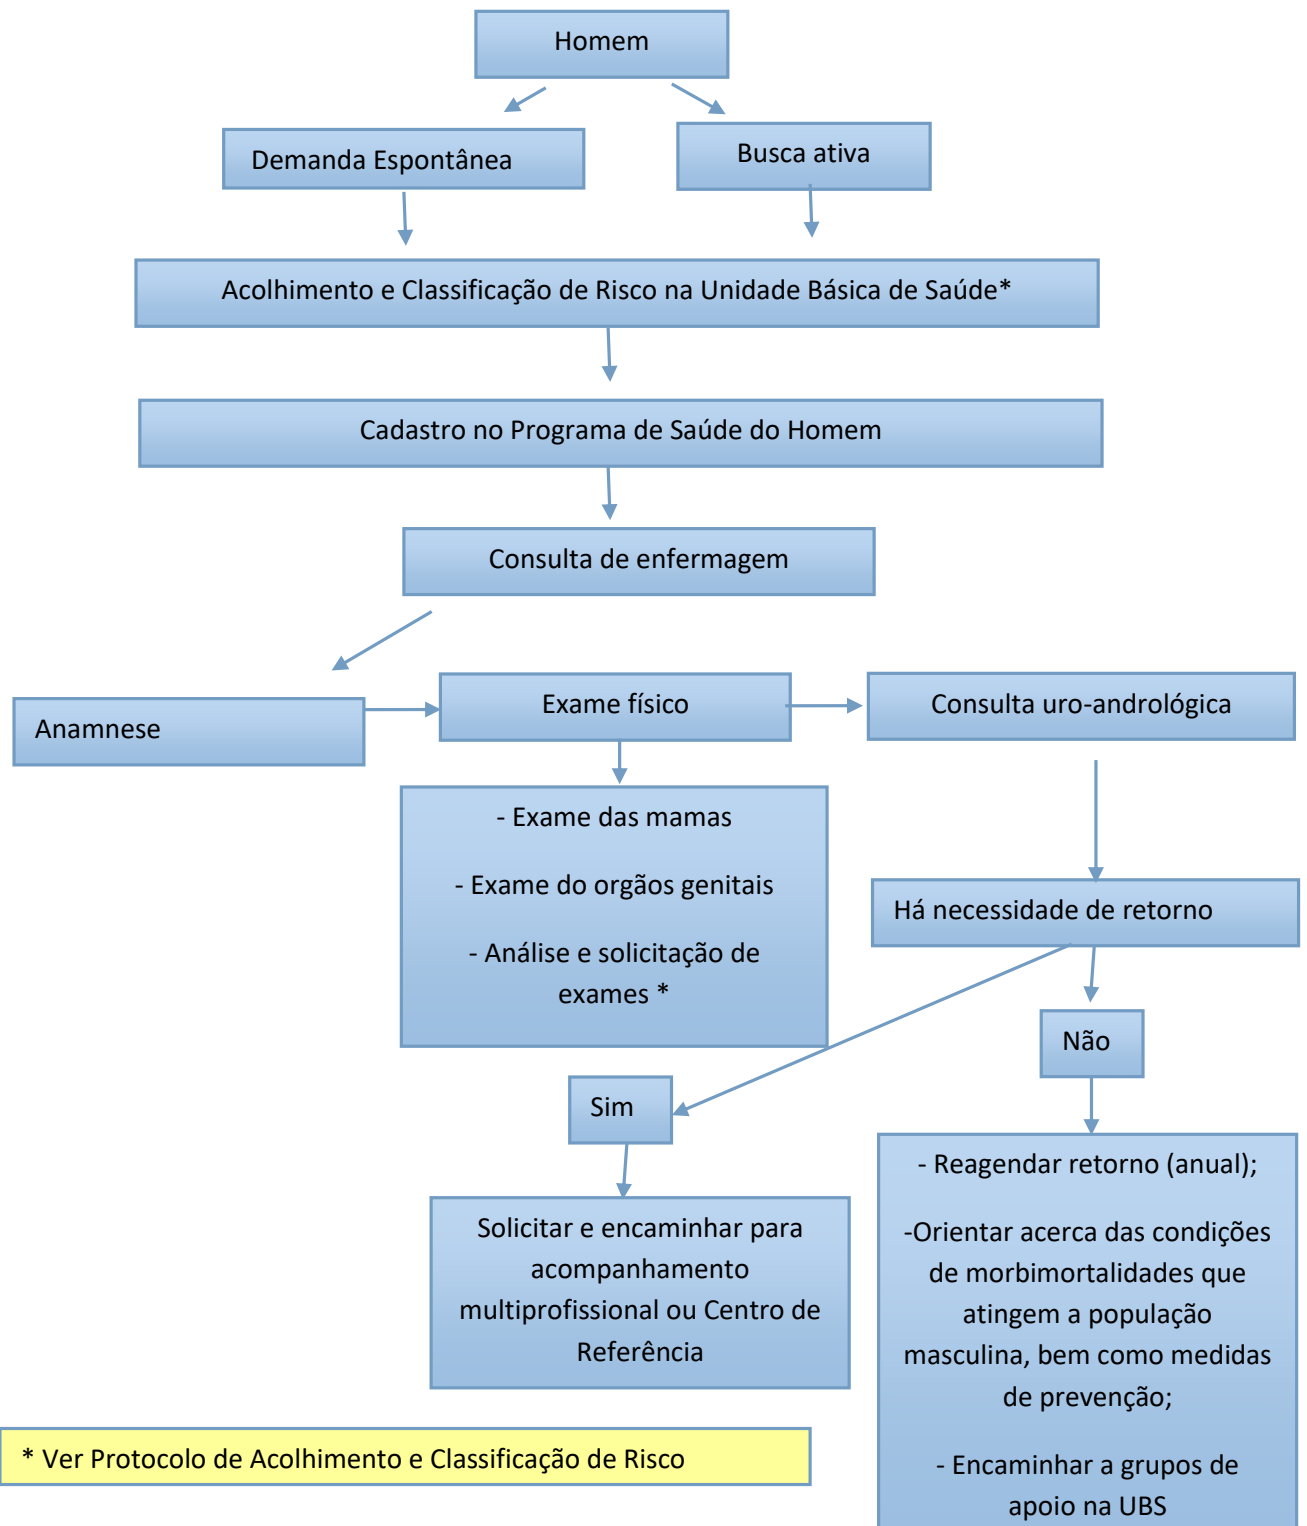 Homem
Demanda Espontânea
Busca ativa
Acolhimento e Classificação de Risco na Unidade Básica de Saúde*
Cadastro no Programa de Saúde do Homem
Consulta de enfermagem
Anamnese
Exame físico
Consulta uro-andrológica
- Exame das mamas
- Exame do orgãos genitais
- Análise e solicitação de
exames *
Há necessidade de retorno
Não
Sim
Solicitar e encaminhar para
acompanhamento
multiprofissional ou Centro de
Referência
- Reagendar retorno (anual);
-Orientar acerca das condições
de morbimortalidades que
atingem a população
masculina, bem como medidas
de prevenção;
- Encaminhar a grupos de
apoio na UBS
* Ver Protocolo de Acolhimento e Classificação de Risco